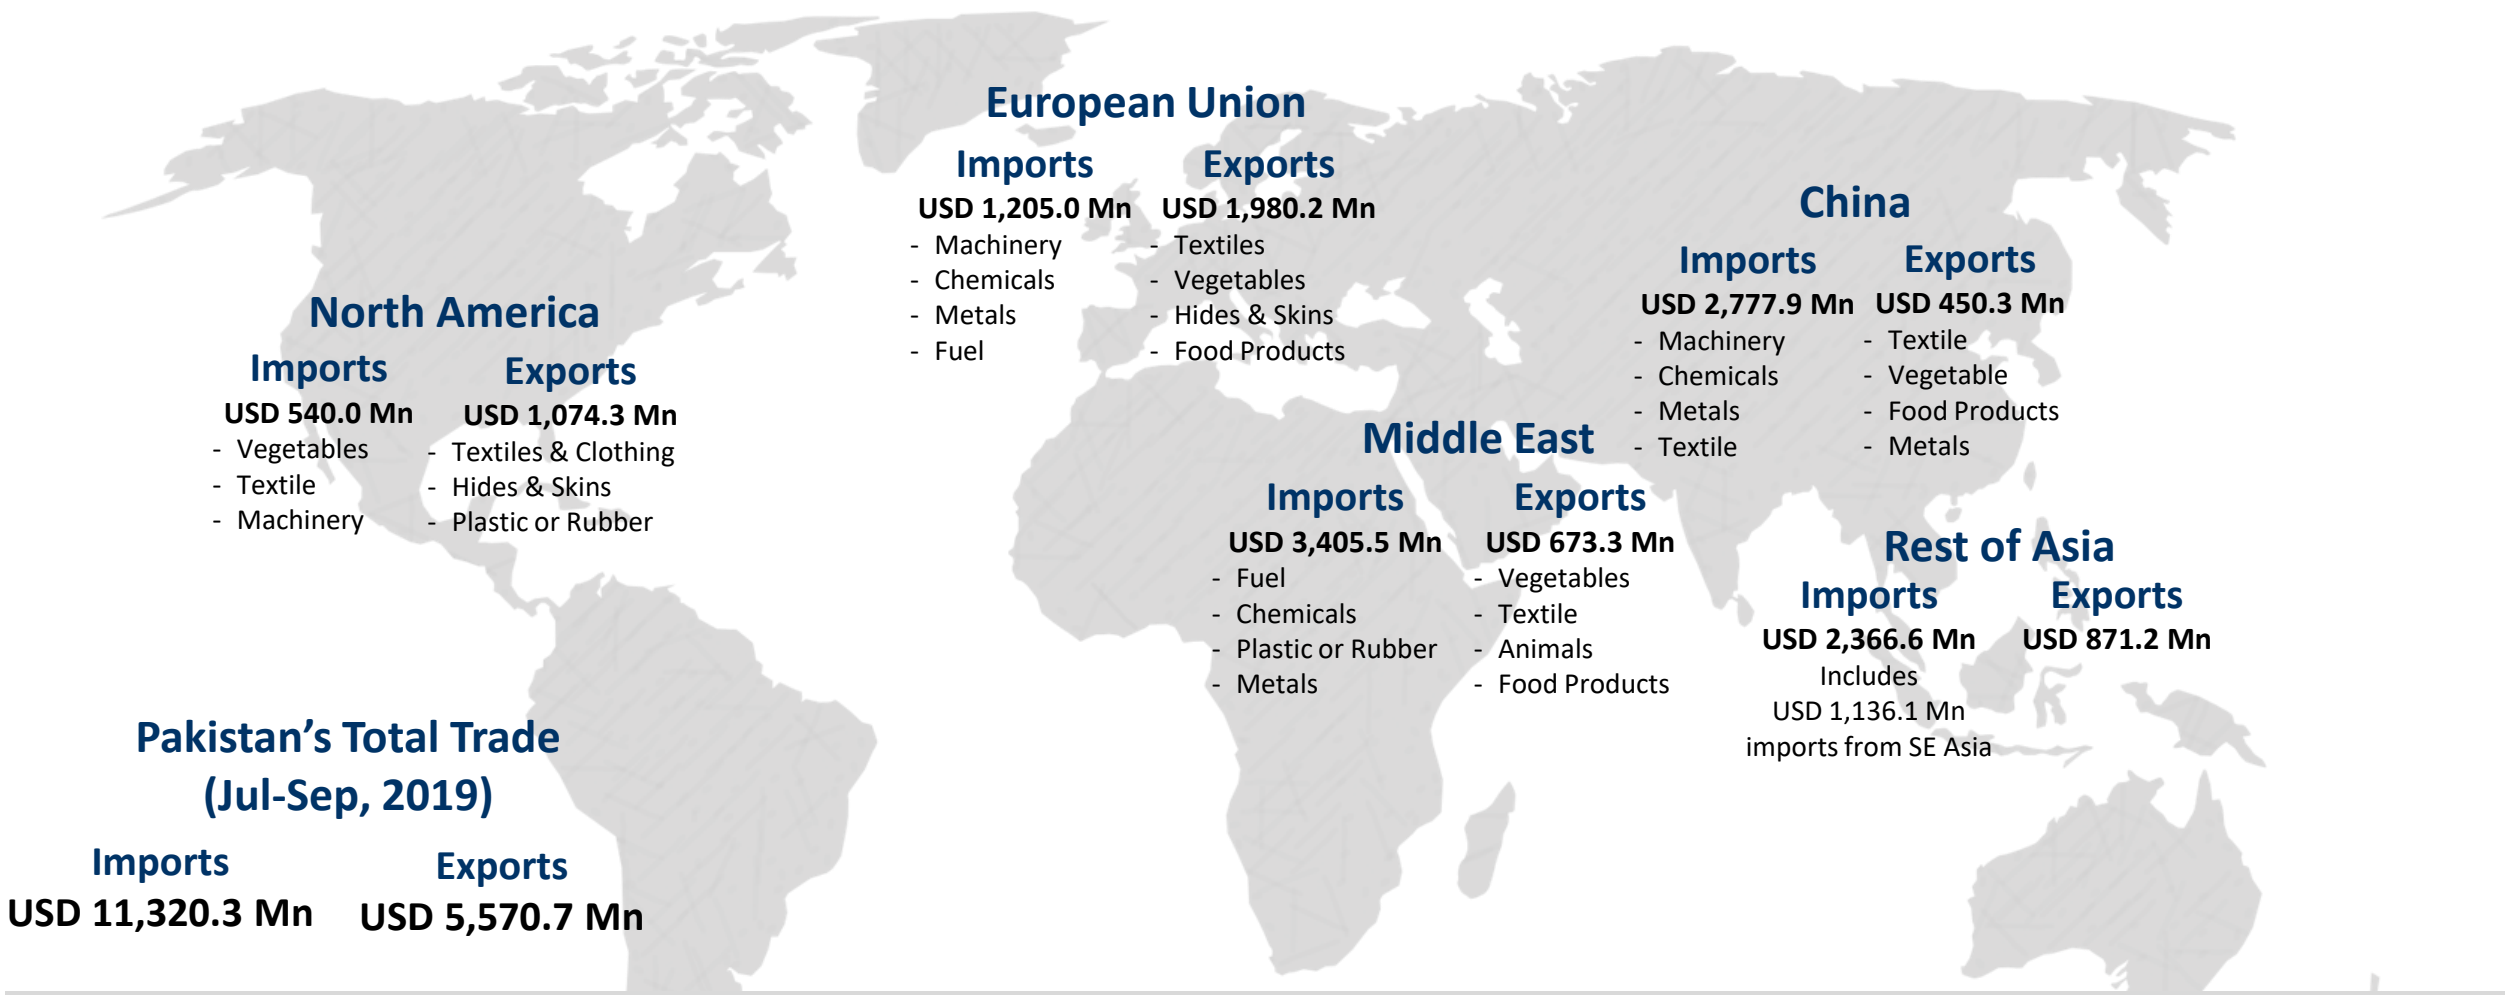 European Union
Imports
USD 1,205.0 Mn
- Machinery
- Chemicals
- Metals
- Fuel
Exports
USD 1,980.2 Mn
- Textiles
- Vegetables
- Hides & Skins
- Food Products
China
Imports
USD 2,777.9 Mn
- Machinery
- Chemicals
- Metals
- Textile
Exports
USD 450.3 Mn
- Textile
- Vegetable
- Food Products
- Metals
North America
Imports
USD 540.0 Mn
- Vegetables
- Textile
- Machinery
Exports
USD 1,074.3 Mn
- Textiles & Clothing
- Hides & Skins
- Plastic or Rubber
Middle East
Imports
USD 3,405.5 Mn
- Fuel
- Chemicals
- Plastic or Rubber
- Metals
Exports
USD 673.3 Mn
- Vegetables
- Textile
- Animals
- Food Products
Rest of Asia
Imports
USD 2,366.6 Mn
Includes
USD 1,136.1 Mn
imports from SE Asia
Exports
USD 871.2 Mn
Pakistan’s Total Trade
(Jul-Sep, 2019)
Imports
USD 11,320.3 Mn
Exports
USD 5,570.7 Mn